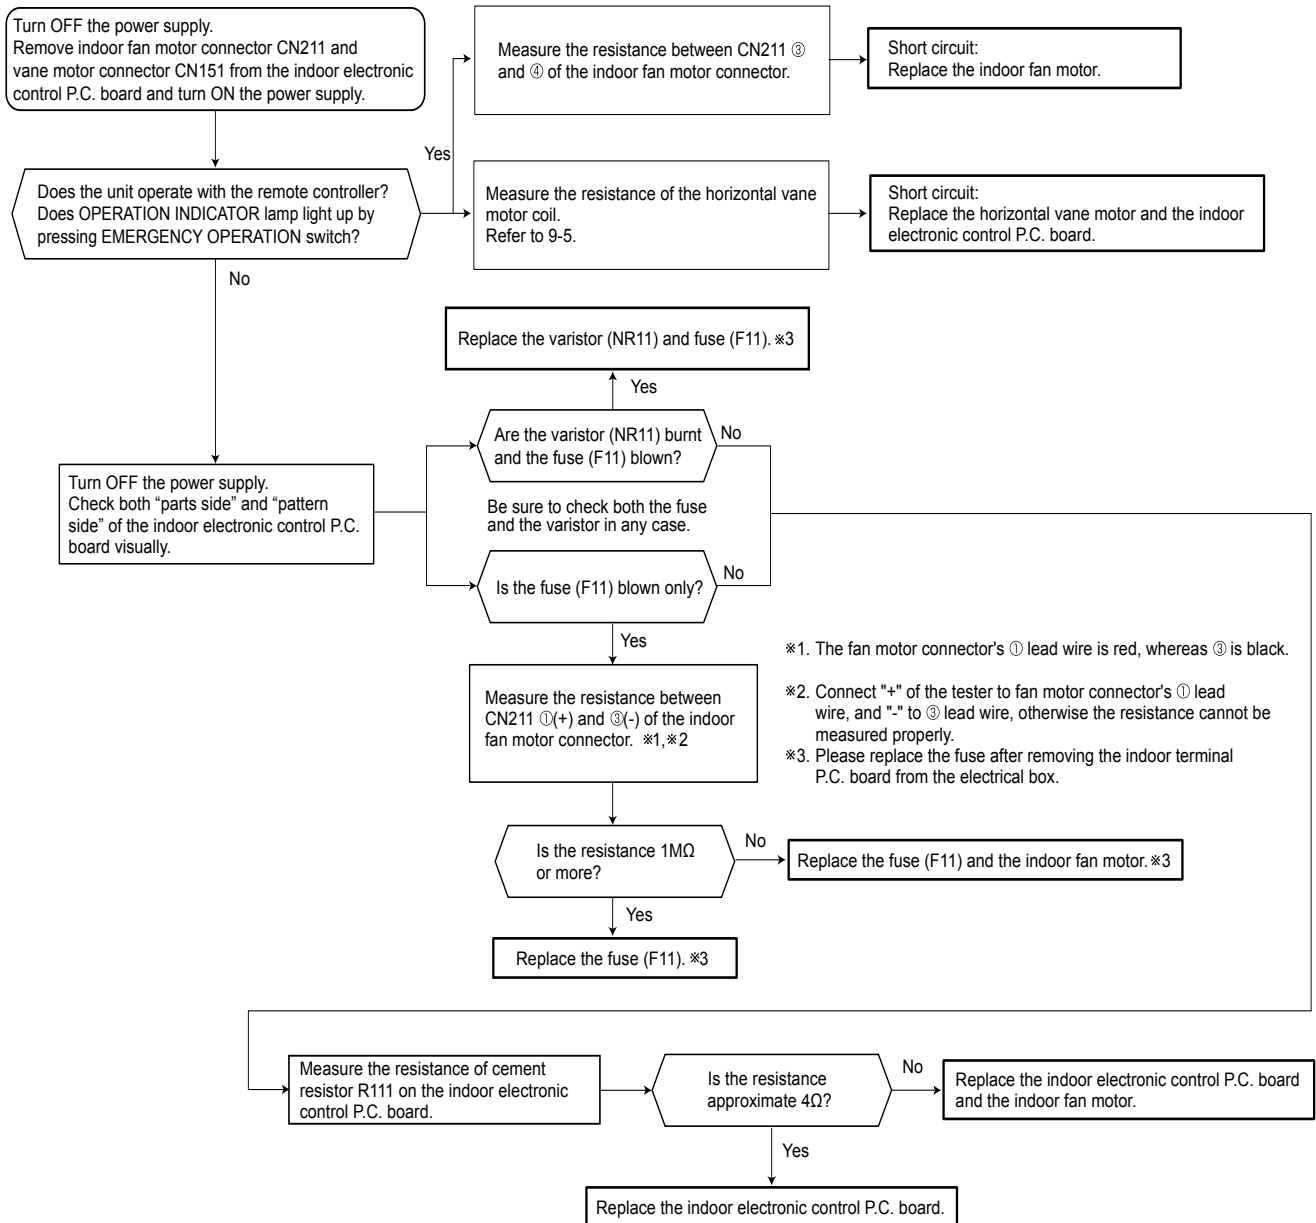 Turn OFF the power supply.
Remove indoor fan motor connector CN211 and
vane motor connector CN151 from the indoor electronic
control P.C. board and turn ON the power supply.
Measure the resistance between CN211 ③
and ④ of the indoor fan motor connector.
Short circuit:
Replace the indoor fan motor.
Yes
Does the unit operate with the remote controller?
Does OPERATION INDICATOR lamp light up by
pressing EMERGENCY OPERATION switch?
Measure the resistance of the horizontal vane
motor coil.
Refer to 9-5.
Short circuit:
Replace the horizontal vane motor and the indoor
electronic control P.C. board.
No
Replace the varistor (NR11) and fuse (F11). ※3
Yes
Are the varistor (NR11) burnt
and the fuse (F11) blown?
No
Turn OFF the power supply.
Check both “parts side” and “pattern
side” of the indoor electronic control P.C.
board visually.
Be sure to check both the fuse
and the varistor in any case.
Is the fuse (F11) blown only?
No
Yes
※1. The fan motor connector's ① lead wire is red, whereas ③ is black.
※2. Connect "+" of the tester to fan motor connector's ① lead
wire, and "-" to ③ lead wire, otherwise the resistance cannot be
measured properly.
※3. Please replace the fuse after removing the indoor terminal
P.C. board from the electrical box.
Measure the resistance between
CN211 ①(+) and ③(-) of the indoor
fan motor connector. ※1,※2
Is the resistance 1MΩ
or more?
No
Replace the fuse (F11) and the indoor fan motor. ※3
Yes
Replace the fuse (F11). ※3
Measure the resistance of cement
resistor R111 on the indoor electronic
control P.C. board.
Is the resistance
approximate 4Ω?
No
Replace the indoor electronic control P.C. board
and the indoor fan motor.
Yes
Replace the indoor electronic control P.C. board.